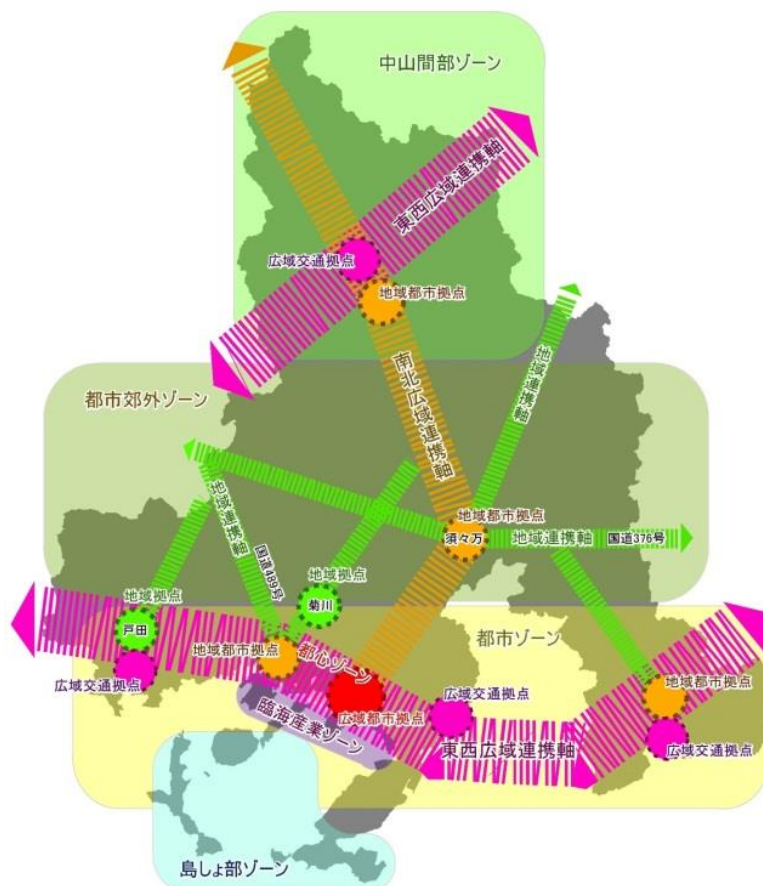 中山間部ゾーン
東西広域連携軸
広域交通拠点
地域都市拠点
地域連携軸
南北広域連携軸
都市郊外ゾーン
地域連携軸
国道489号
地域都市拠点
須々万
地域連携軸
国道376号
地域拠点
菊川
地域拠点
戸田
都市ゾーン
地域都市拠点
都心ゾーン
広域交通拠点
広域都市拠点
臨海産業ゾーン
広域交通拠点
東西広域連携軸
地域都市拠点
広域交通拠点
島しょ部ゾーン